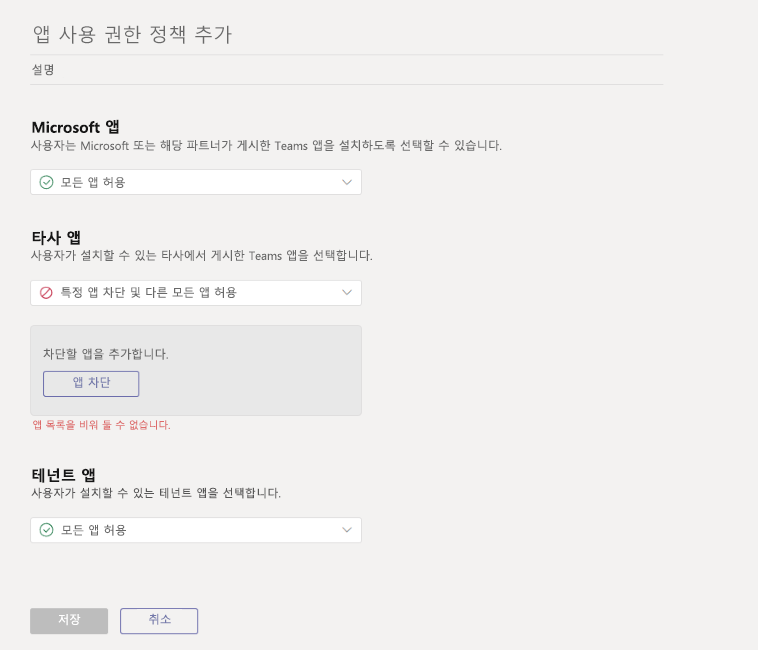 앱 사용 권한 정책 추가
설명
Microsoft 앱
사용자는 Microsoft 또는 해당 파트너가 게시한 Teams 앱을 설치하도록 선택할 수 있습니다.
모든 앱 허용
타사 앱
사용자가 설치할 수 있는 타사에서 게시한 Teams 앱을 선택합니다.
특정 앱 차단 및 다른 모든 앱 허용
차단할 앱을 추가합니다.
앱 차단
앱 목록을 비워 둘 수 없습니다.
테넌트 앱
사용자가 설치할 수 있는 테넌트 앱을 선택합니다.
모든 앱 허용
저장
취소